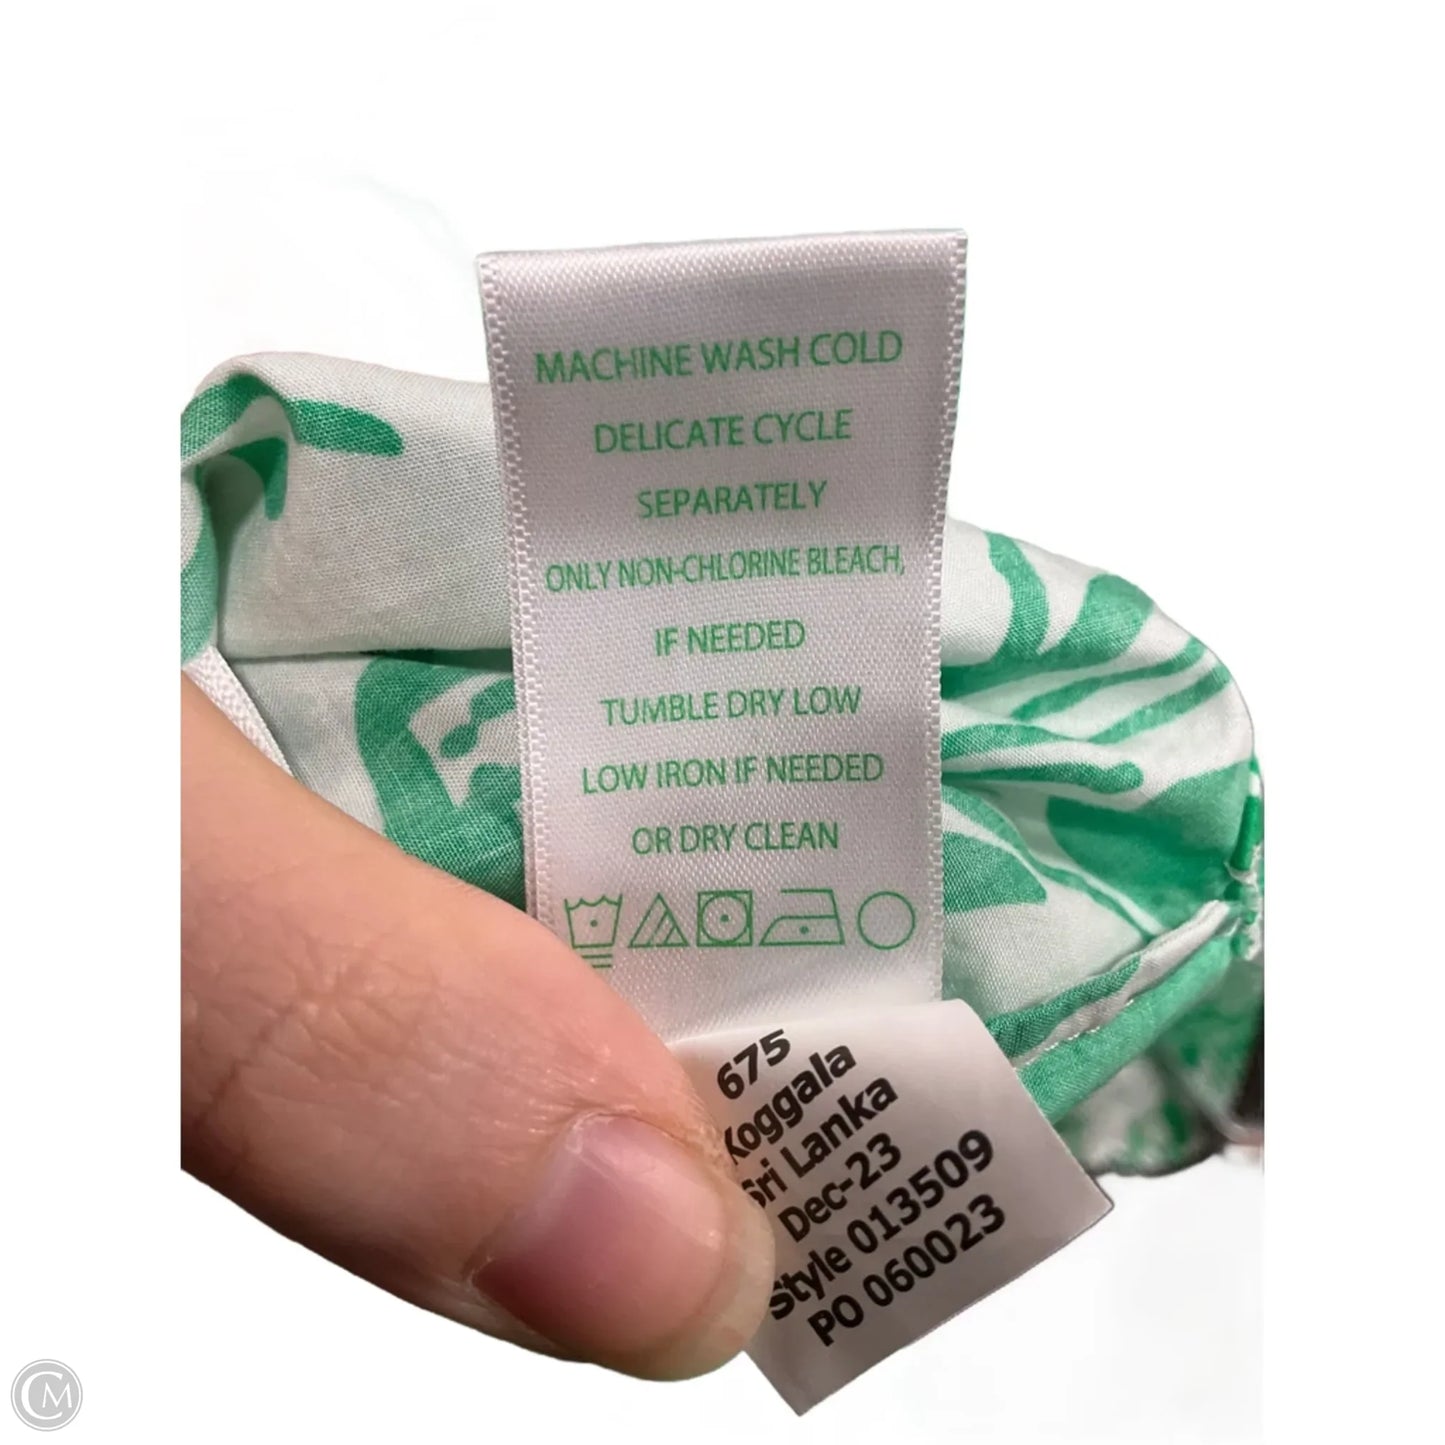 MACHINE WASH COLD
DELICATE CYCLE
SEPARATELY
ONLY NON-CHLORINE BLEACH,
IF NEEDED
TUMBLE DRY LOW
LOW IRON IF NEEDED
OR DRY CLEAN
675
Koggala
Sri Lanka
Dec-23
Style 013509
PO 060023
CM